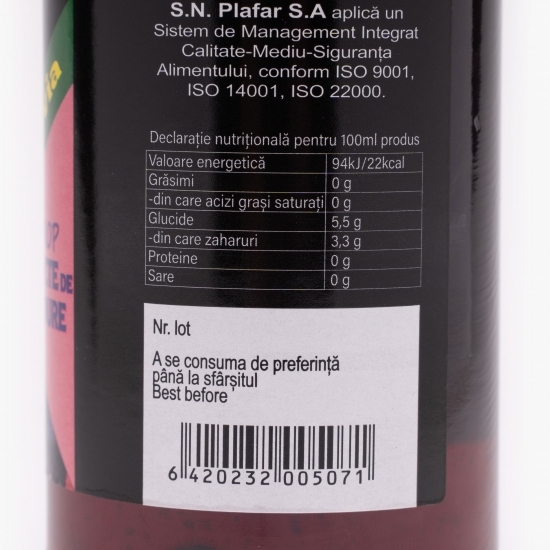 S.N. Plafar S.A aplică un
Sistem de Management Integrat
Calitate-Mediu-Siguranța
Alimentului, conform ISO 9001,
ISO 14001, ISO 22000.
Declarație nutrițională pentru 100ml produs
Valoare energetică 94kJ/22kcal
Grăsimi 0 g
-din care acizi grași saturați 0 g
Glucide 5,5 g
-din care zaharuri 3,3 g
Proteine 0 g
Sare 0 g
DE
Nr. lot
A se consuma de preferință
până la sfârșitul
Best before
6 420232 005071